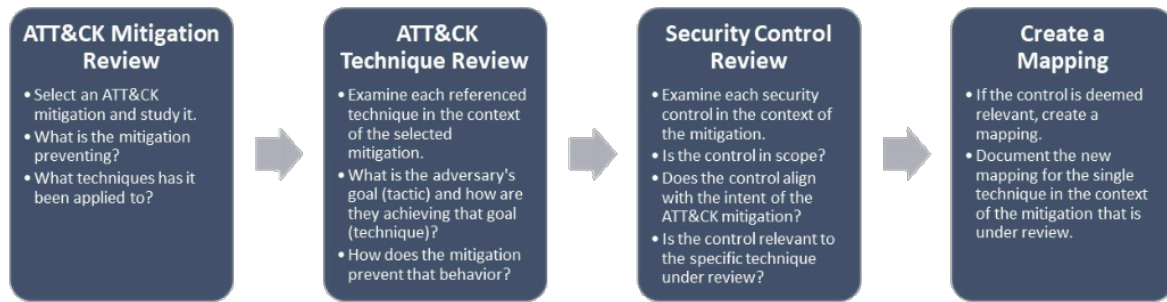 ATT&CK Mitigation
Review
• Select an ATT&CK
mitigation and study it.
• What is the mitigation
preventing?
• What techniques has it
been applied to?
ATT&CK
Technique Review
• Examine each referenced
technique in the context
of the selected
mitigation.
• What is the adversary's
goal (tactic) and how are
they achieving that goal
(technique)?
• How does the mitigation
prevent that behavior?
Security Control
Review
• Examine each security
control in the context of
the mitigation.
• Is the control in scope?
• Does the control align
with the intent of the
ATT&CK mitigation?
• Is the control relevant to
the specific technique
under review?
Create a
Mapping
• If the control is deemed
relevant, create a
mapping.
• Document the new
mapping for the single
technique in the context
of the mitigation that is
under review.